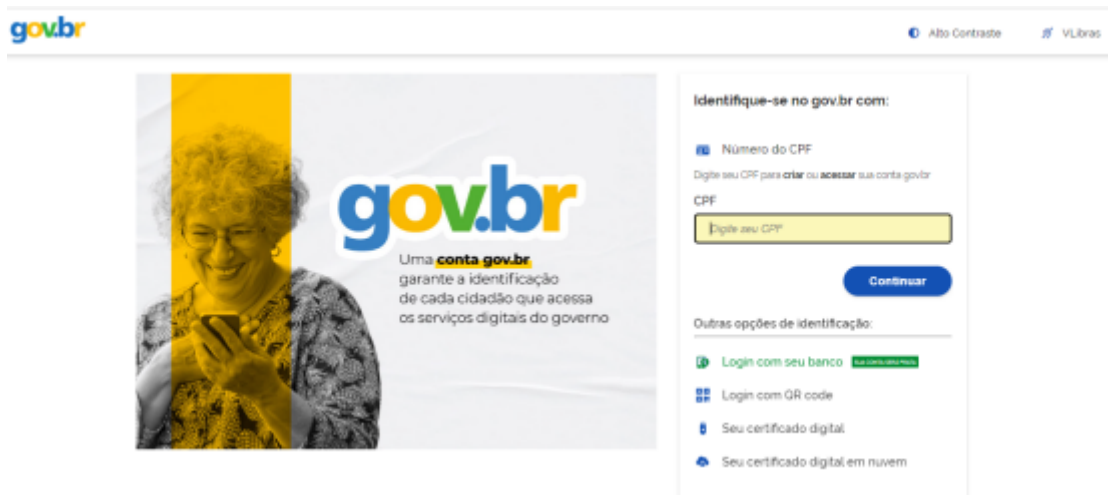 gov.br
Alto Contraste
VLibras
gov.br
Uma conta gov.br
garante a identificação
de cada cidadão que acessa
os serviços digitais do governo
Identifique-se no gov.br com:
Número do CPF
Digite seu CPF para criar ou acessar sua conta gov.br
CPF
Digite seu CPF
Continuar
Outras opções de identificação:
Login com seu banco
Login com QR code
Seu certificado digital
Seu certificado digital em nuvem